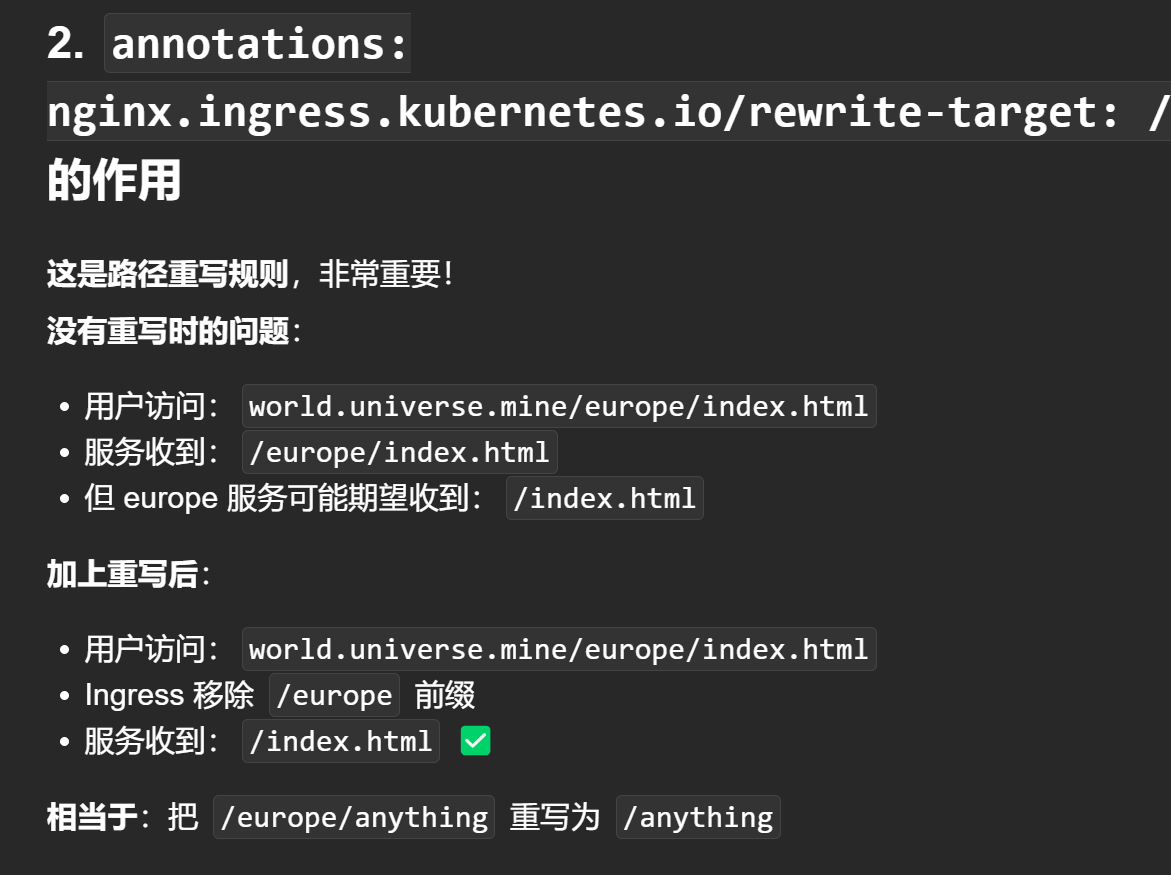 2. annotations:
nginx.ingress.kubernetes.io/rewrite-target: /
的作用
这是路径重写规则，非常重要！
没有重写时的问题：
• 用户访问： world.universe.mine/europe/index.html
• 服务收到： /europe/index.html
• 但 europe 服务可能期望收到： /index.html
加上重写后：
• 用户访问： world.universe.mine/europe/index.html
• Ingress 移除 /europe 前缀
• 服务收到： /index.html ✅
相当于：把 /europe/anything 重写为 /anything